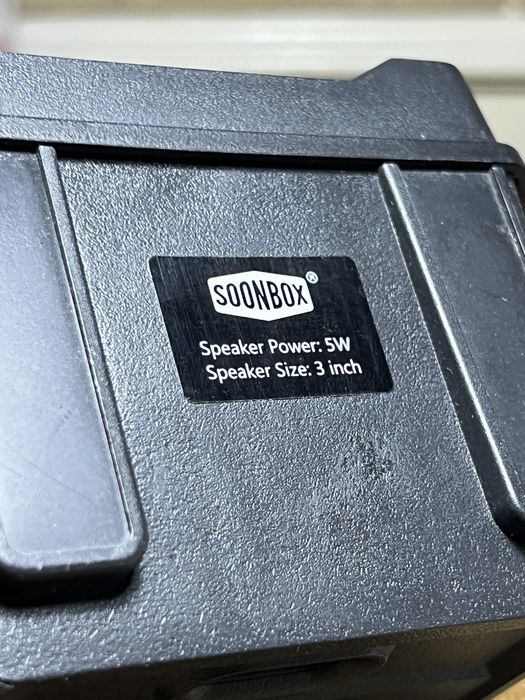 SOONBOX®
Speaker Power: 5W
Speaker Size: 3 inch